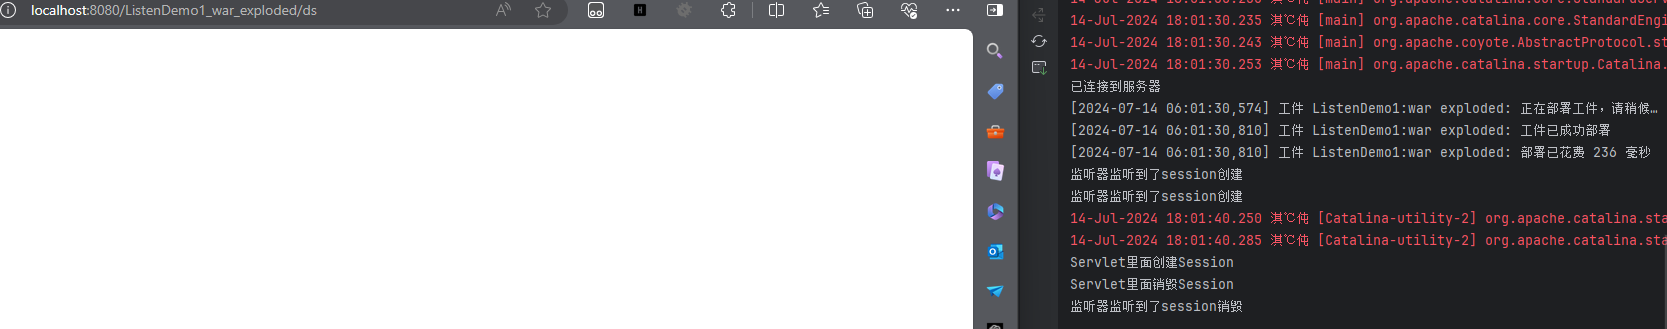 localhost:8080/ListenDemo1_war_exploded/ds
14-Jul-2024 18:01:30.235 淇℃伅 [main] org.apache.catalina.core.StandardEngi
14-Jul-2024 18:01:30.243 淇℃伅 [main] org.apache.coyote.AbstractProtocol.st
14-Jul-2024 18:01:30.253 淇℃伅 [main] org.apache.catalina.startup.Catalina.
已连接到服务器
[2024-07-14 06:01:30,574] 工件 ListenDemo1:war exploded: 正在部署工件，请稍候…
[2024-07-14 06:01:30,810] 工件 ListenDemo1:war exploded: 工件已成功部署
[2024-07-14 06:01:30,810] 工件 ListenDemo1:war exploded: 部署已花费 236 毫秒
监听器监听到了session创建
监听器监听到了session创建
14-Jul-2024 18:01:40.250 淇℃伅 [Catalina-utility-2] org.apache.catalina.sta
14-Jul-2024 18:01:40.285 淇℃伅 [Catalina-utility-2] org.apache.catalina.sta
Servlet里面创建Session
Servlet里面销毁Session
监听器监听到了session销毁